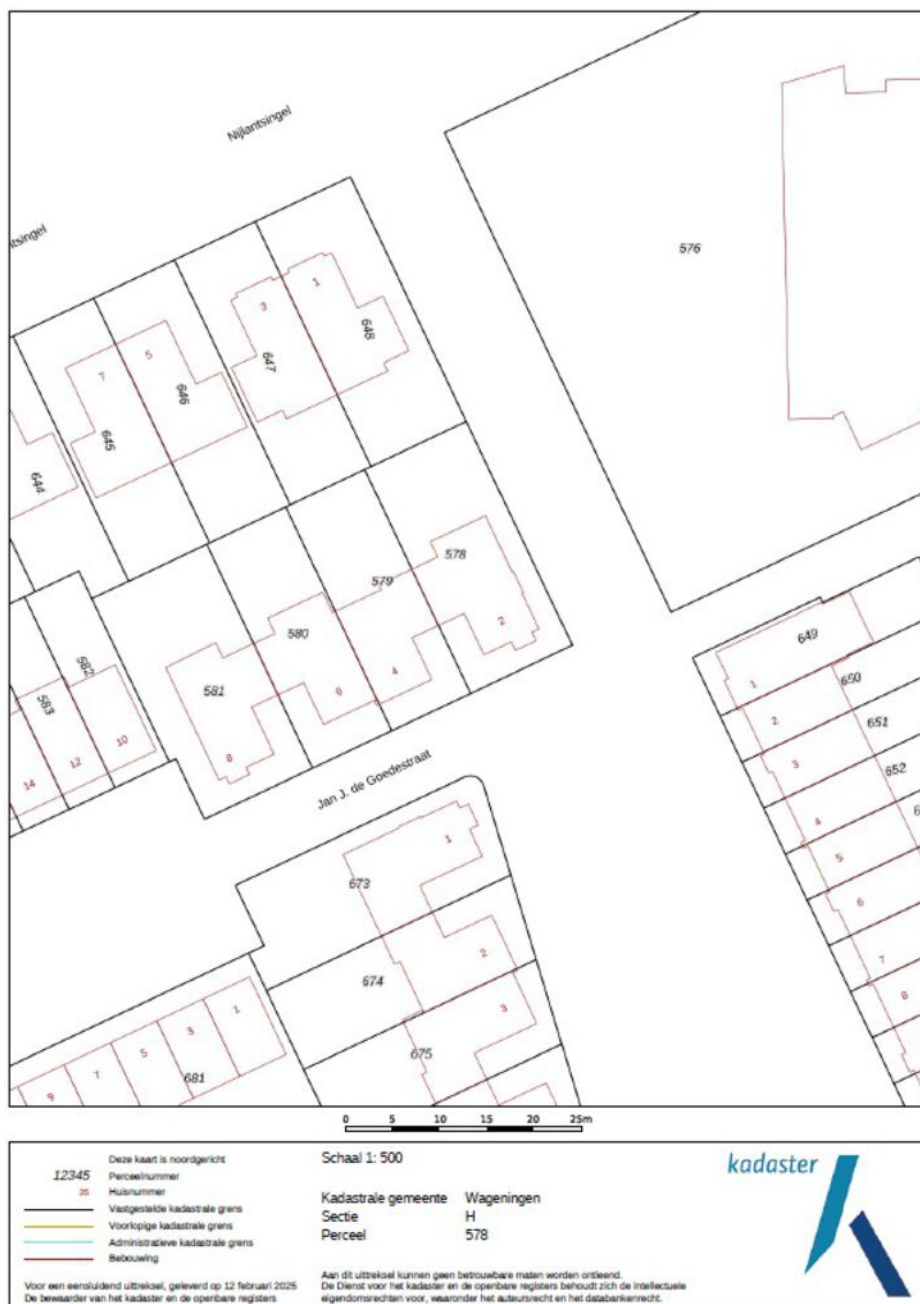 Nijlantsingel
ntsingel
576
3
1
648
647
5
7
646
645
644
578
579
2
580
4
581
6
582
583
8
10
12
14
649
1
650
2
651
3
652
4
5
6
7
8
Jan J. de Goedestraat
1
673
2
674
3
675
1
3
5
7
9
681
0 5 10 15 20 25m
Deze kaart is noordgericht
12345 Perceelnummer
25 Huisnummer
Vastgestelde kadastrale grens
Voorlopige kadastrale grens
Administratieve kadastrale grens
Bebouwing
Voor een eensluidend uittreksel, geleverd op 12 februari 2025
De bewaarder van het kadaster en de openbare registers
Schaal 1: 500
Kadastrale gemeente Wageningen
Sectie H
Perceel 578
Aan dit uittreksel kunnen geen betrouwbare maten worden ontleend.
De Dienst voor het kadaster en de openbare registers behoudt zich de intellectuele
eigendomsrechten voor, waaronder het auteursrecht en het databankenrecht.
kadaster